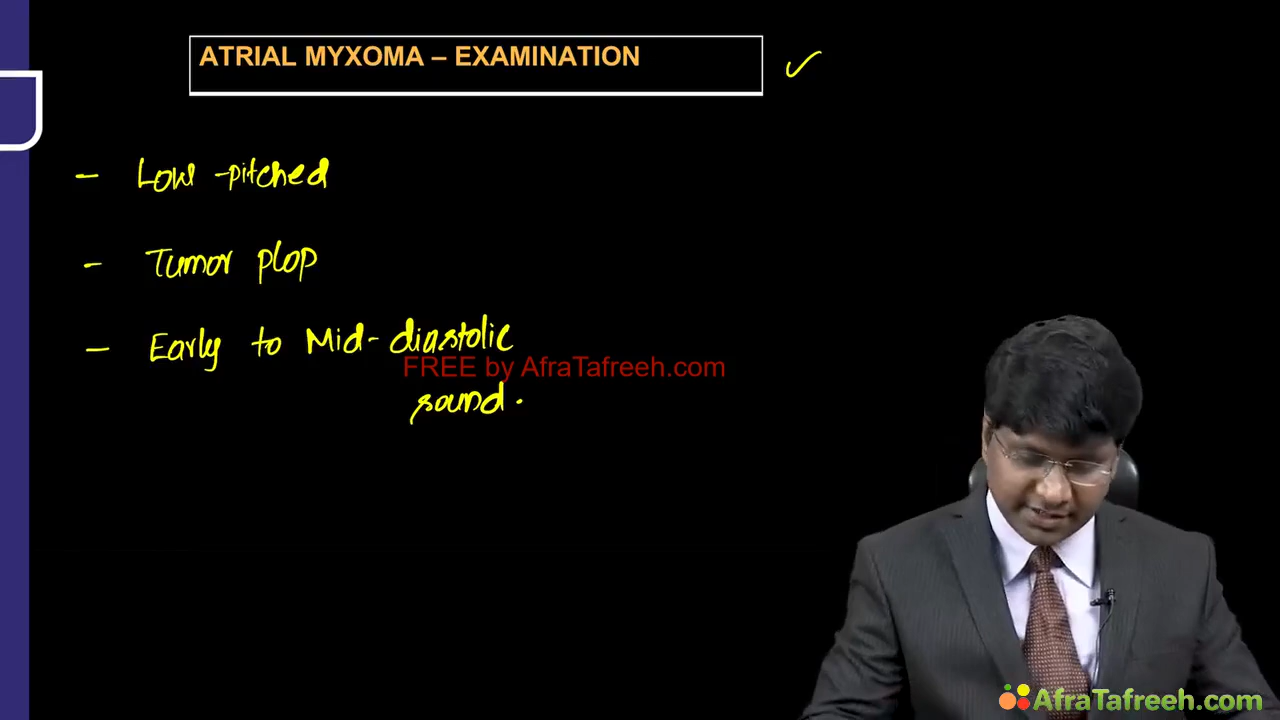 ATRIAL MYXOMA – EXAMINATION
- Low-pitched
- Tumor plop
- Early to Mid-diastolic
FREE by AfraTafreeh.com
sound.
AfraTafreeh.com